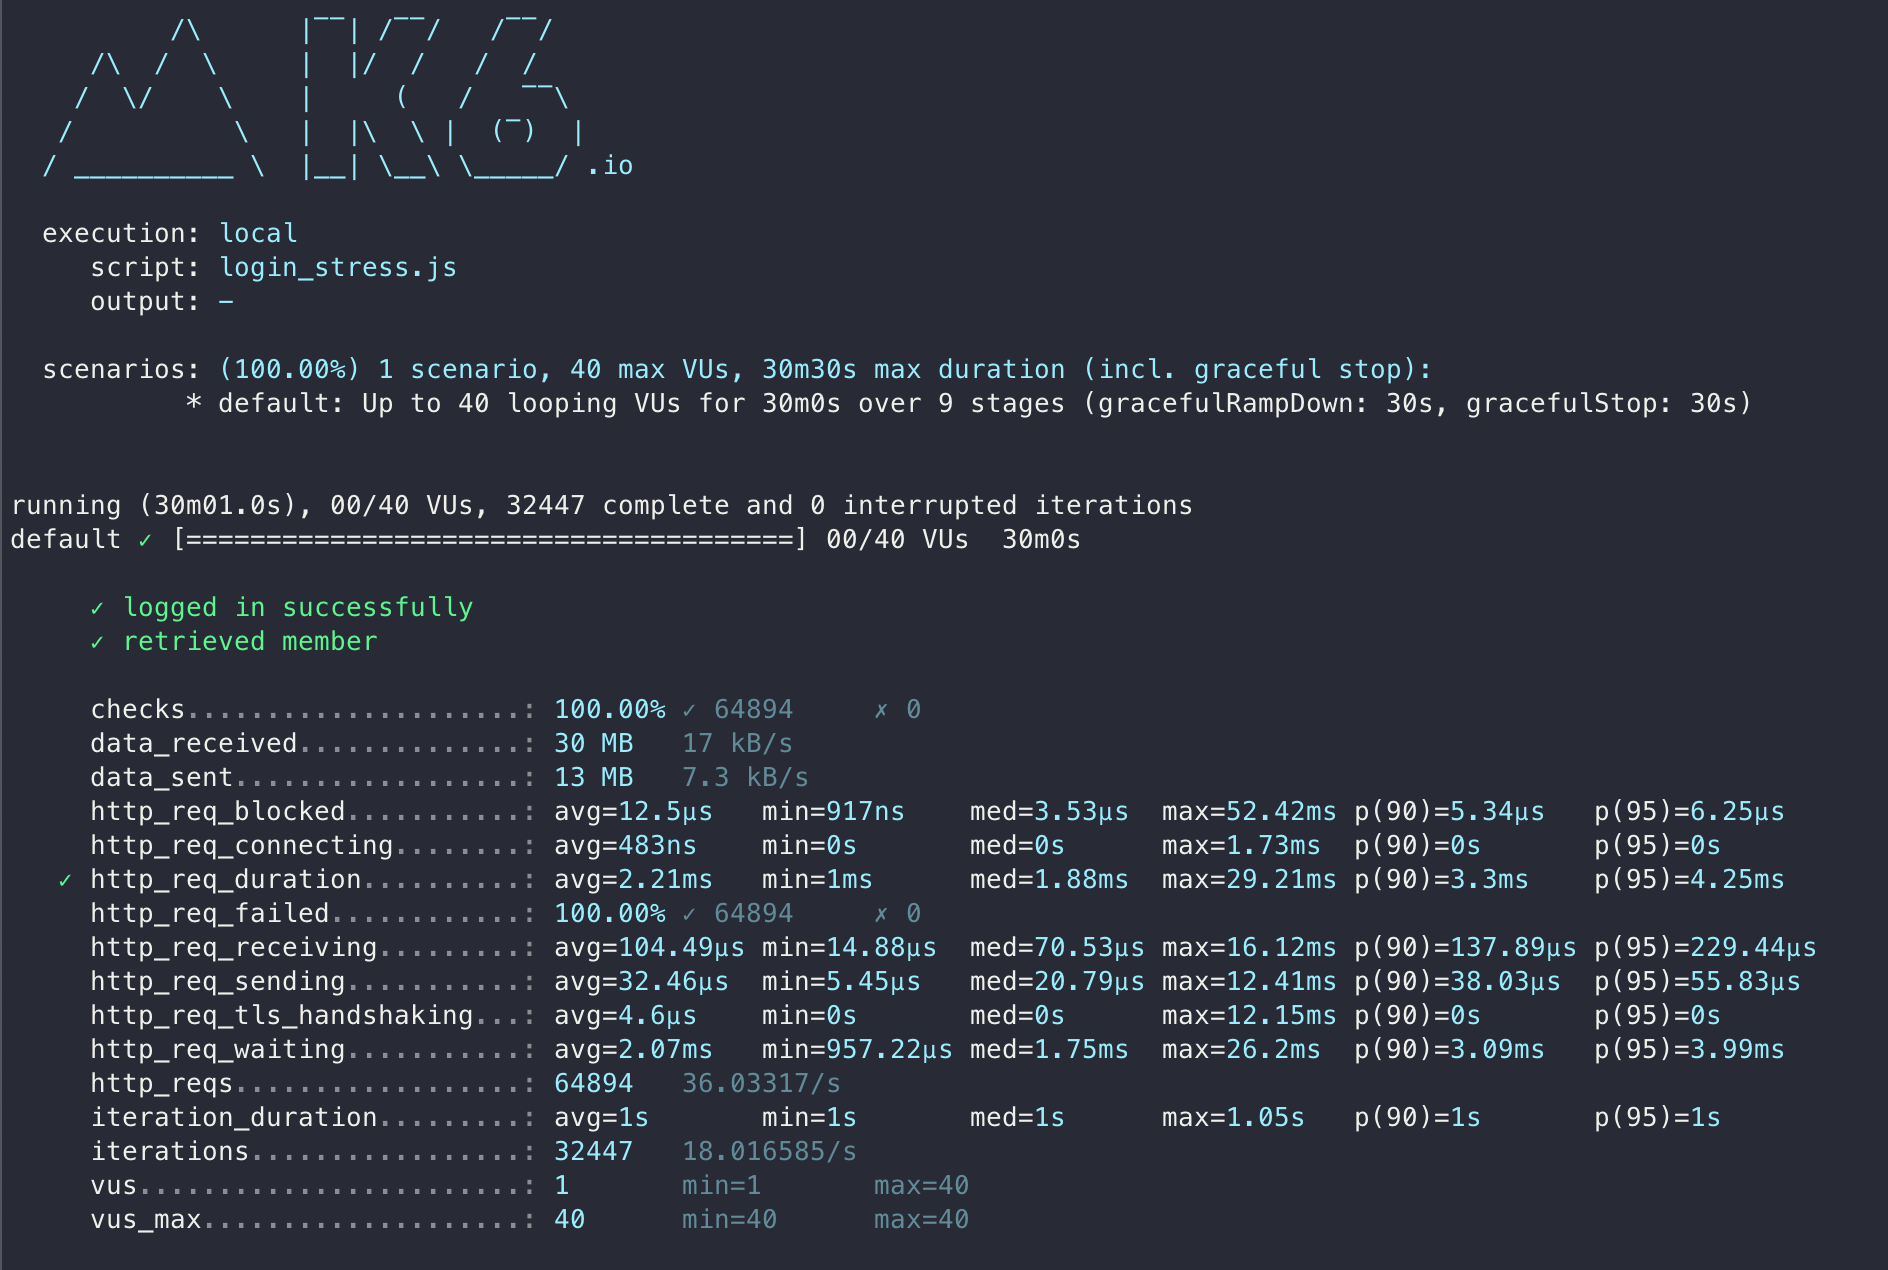 /\      |‾‾| /‾‾/   /‾‾/
     /\  /  \     |  |/  /   /  /
    /  \/    \    |     (   /   ‾‾\
   /          \   |  |\  \ |  (‾)  |
  / __________ \  |__| \__\ \_____/ .io

  execution: local
     script: login_stress.js
     output: -

  scenarios: (100.00%) 1 scenario, 40 max VUs, 30m30s max duration (incl. graceful stop):
           * default: Up to 40 looping VUs for 30m0s over 9 stages (gracefulRampDown: 30s, gracefulStop: 30s)

running (30m01.0s), 00/40 VUs, 32447 complete and 0 interrupted iterations
default ✓ [======================================] 00/40 VUs  30m0s

     ✓ logged in successfully
     ✓ retrieved member

     checks.....................: 100.00% ✓ 64894     ✗ 0
     data_received..............: 30 MB   17 kB/s
     data_sent..................: 13 MB   7.3 kB/s
     http_req_blocked...........: avg=12.5µs   min=917ns    med=3.53µs  max=52.42ms p(90)=5.34µs   p(95)=6.25µs
     http_req_connecting........: avg=483ns    min=0s       med=0s      max=1.73ms  p(90)=0s       p(95)=0s
   ✓ http_req_duration..........: avg=2.21ms   min=1ms      med=1.88ms  max=29.21ms p(90)=3.3ms    p(95)=4.25ms
     http_req_failed............: 100.00% ✓ 64894     ✗ 0
     http_req_receiving.........: avg=104.49µs min=14.88µs  med=70.53µs max=16.12ms p(90)=137.89µs p(95)=229.44µs
     http_req_sending...........: avg=32.46µs  min=5.45µs   med=20.79µs max=12.41ms p(90)=38.03µs  p(95)=55.83µs
     http_req_tls_handshaking...: avg=4.6µs    min=0s       med=0s      max=12.15ms p(90)=0s       p(95)=0s
     http_req_waiting...........: avg=2.07ms   min=957.22µs med=1.75ms  max=26.2ms  p(90)=3.09ms   p(95)=3.99ms
     http_reqs..................: 64894   36.03317/s
     iteration_duration.........: avg=1s       min=1s       med=1s      max=1.05s   p(90)=1s       p(95)=1s
     iterations.................: 32447   18.016585/s
     vus........................: 1       min=1       max=40
     vus_max....................: 40      min=40      max=40